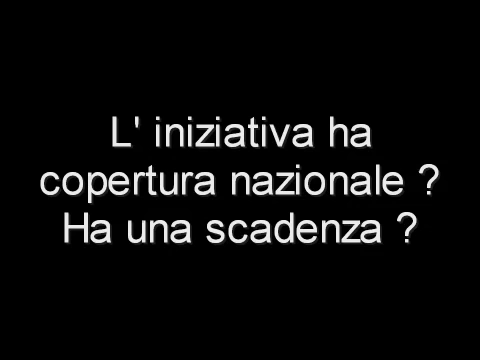 L' iniziativa ha
copertura nazionale ?
Ha una scadenza ?